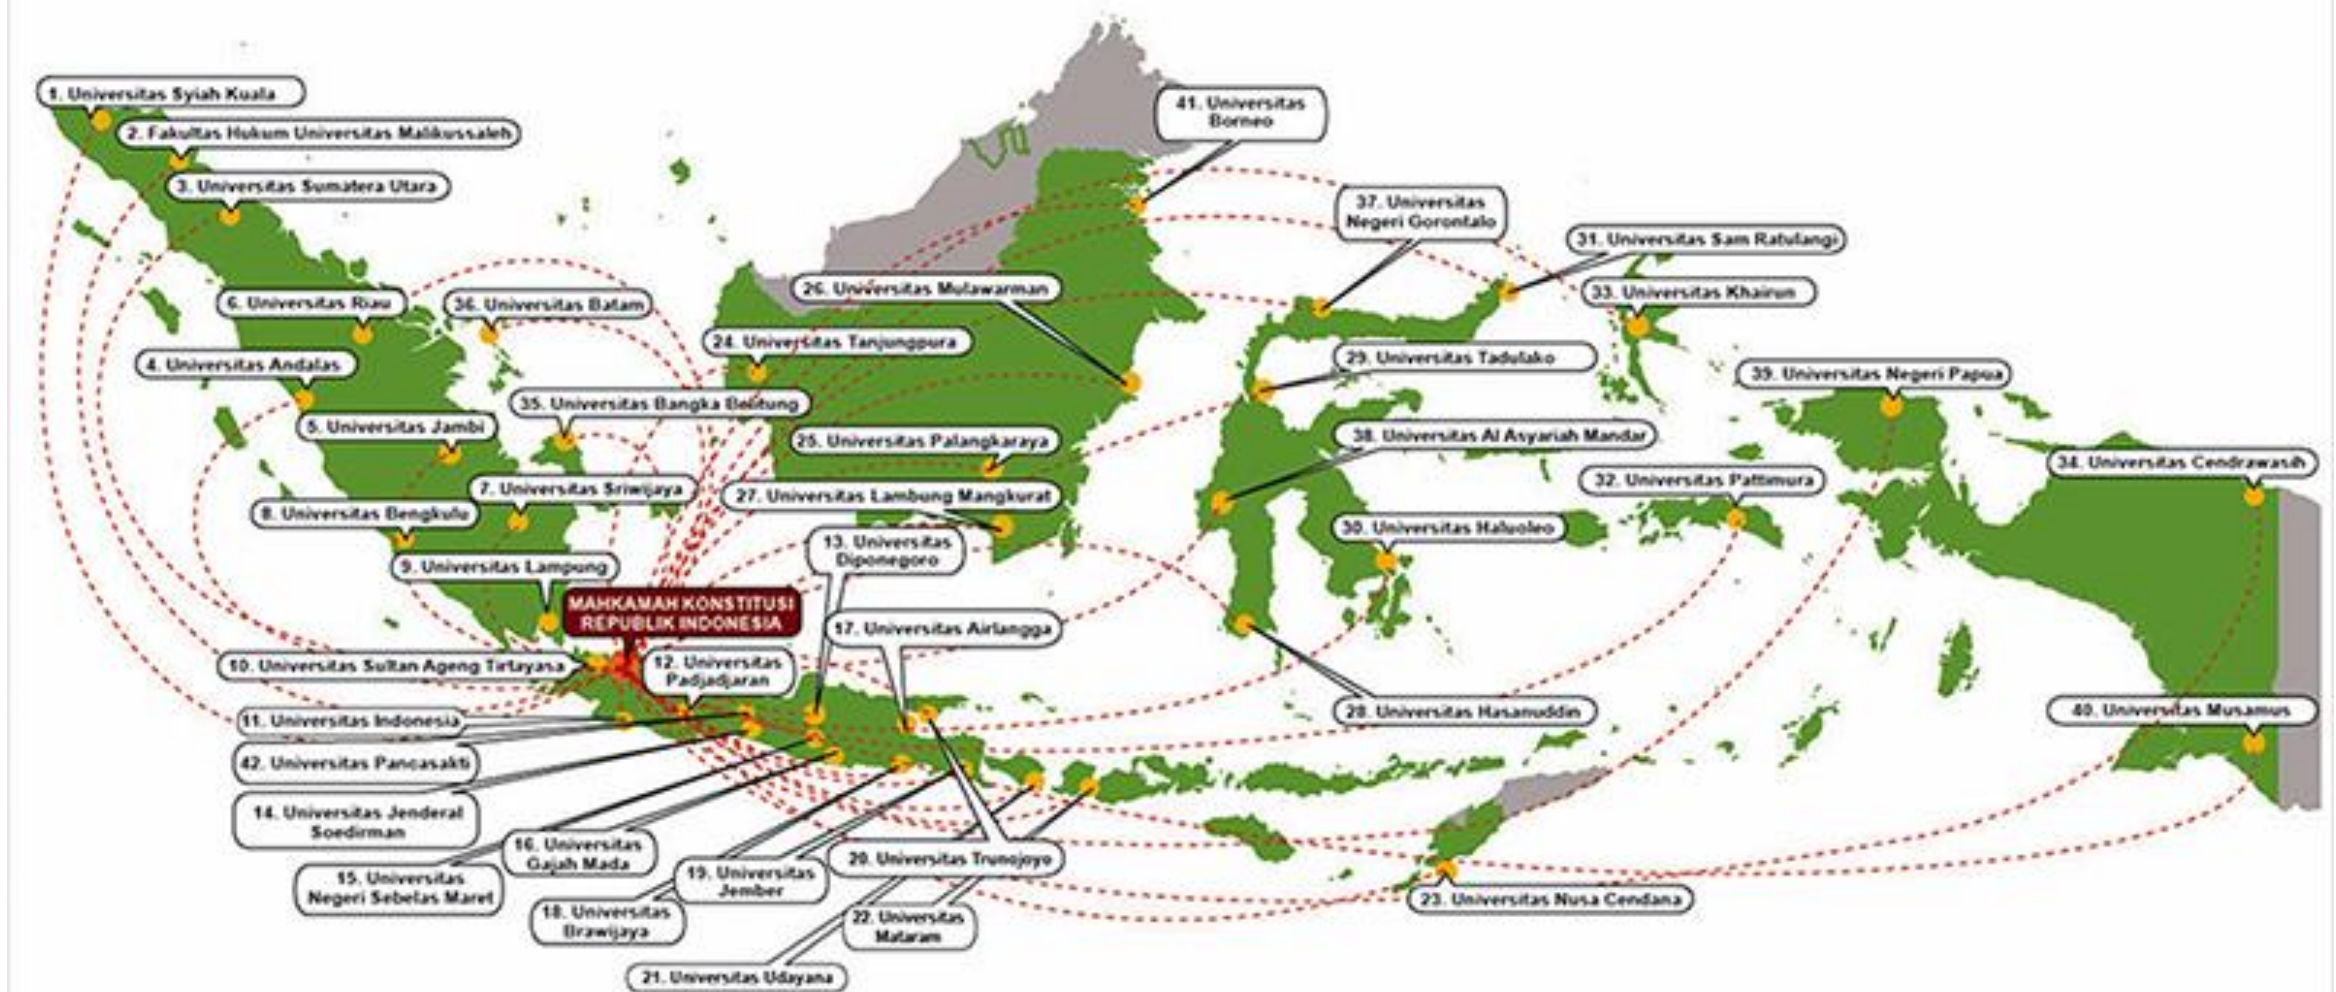 1. Universitas Syiah Kuala
2. Fakultas Hukum Universitas Malikussaleh
3. Universitas Sumatera Utara
41. Universitas
Borneo
37. Universitas
Negeri Gorontalo
31. Universitas Sam Ratulangi
33. Universitas Khairun
6. Universitas Riau
36. Universitas Batam
26. Universitas Mulawarman
24. Universitas Tanjungpura
29. Universitas Tadulako
4. Universitas Andalas
39. Universitas Negeri Papua
35. Universitas Bangka Belitung
5. Universitas Jambi
25. Universitas Palangkaraya
38. Universitas Al Asyariah Mandar
34. Universitas Cendrawasih
7. Universitas Sriwijaya
27. Universitas Lambung Mangkurat
32. Universitas Pattimura
8. Universitas Bengkulu
30. Universitas Haluoleo
13. Universitas
Diponegoro
9. Universitas Lampung
MAHKAMAH KONSTITUSI
REPUBLIK INDONESIA
17. Universitas Airlangga
10. Universitas Sultan Ageng Tirtayasa
12. Universitas
Padjadjaran
11. Universitas Indonesia
28. Universitas Hasanuddin
40. Universitas Musamus
42. Universitas Pancasakti
14. Universitas Jenderal
Soedirman
16. Universitas
Gajah Mada
15. Universitas
Negeri Sebelas Maret
19. Universitas
Jember
20. Universitas Trunojoyo
18. Universitas
Brawijaya
22. Universitas
Mataram
23. Universitas Nusa Cendana
21. Universitas Udayana